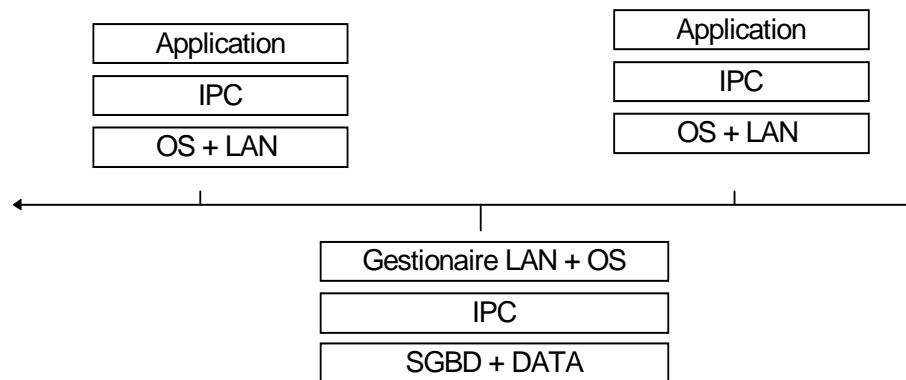 Application
IPC
OS + LAN
Application
IPC
OS + LAN
Gestionaire LAN + OS
IPC
SGBD + DATA